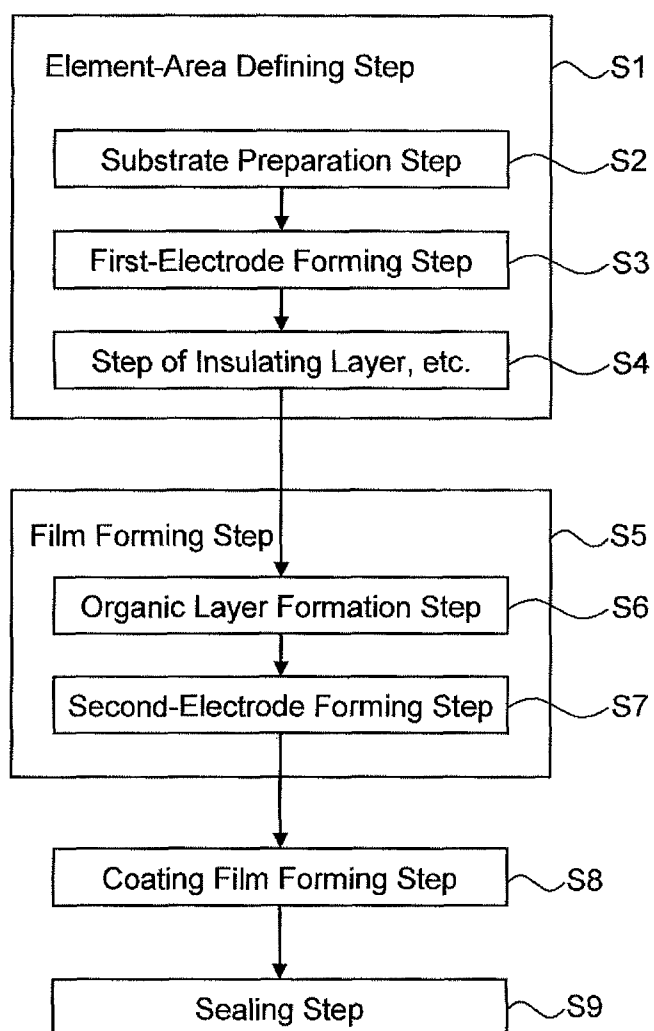 Element-Area Defining Step
S1
Substrate Preparation Step
S2
First-Electrode Forming Step
S3
Step of Insulating Layer, etc.
S4
Film Forming Step
S5
Organic Layer Formation Step
S6
Second-Electrode Forming Step
S7
Coating Film Forming Step
S8
Sealing Step
S9